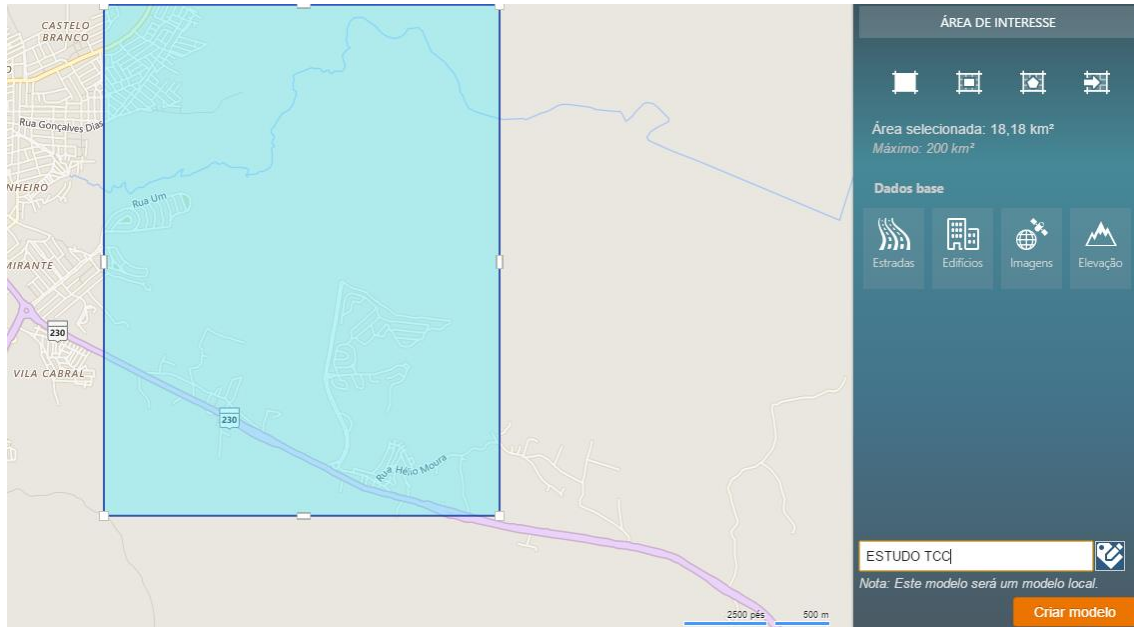 CASTELO
BRANCO
Rua Gonçalves Dias
NHEIRO
Rua Um
MIRANTE
230
VILA CABRAL
230
Rua Hélio Moura
2500 pés
500 m
ÁREA DE INTERESSE
Área selecionada: 18,18 km²
Máximo: 200 km²
Dados base
Estradas
Edifícios
Imagens
Elevação
ESTUDO TCC
Nota: Este modelo será um modelo local.
Criar modelo